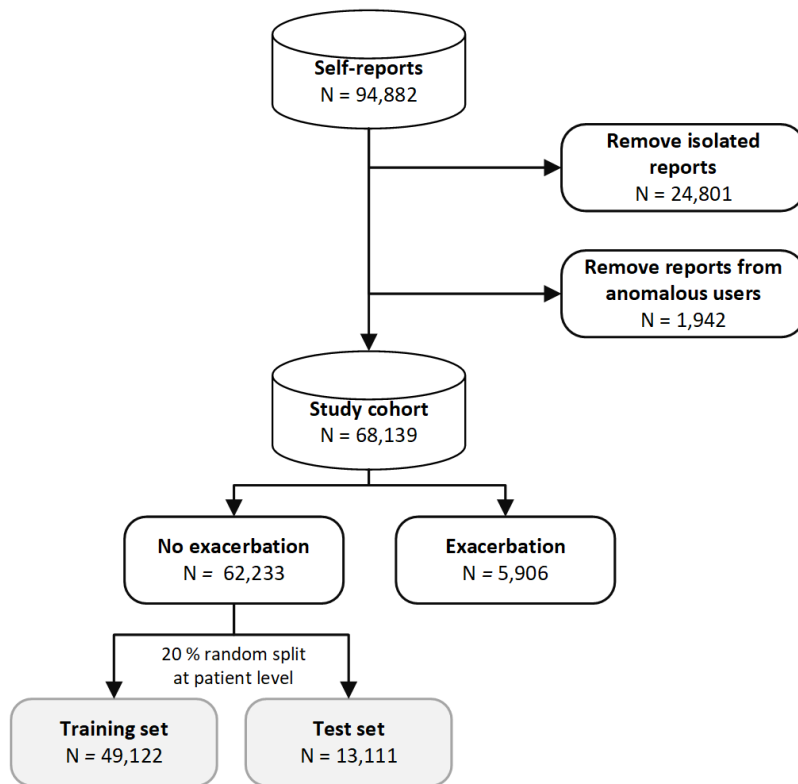 Self-reports
N = 94,882
Remove isolated
reports
N = 24,801
Remove reports from
anomalous users
N = 1,942
Study cohort
N = 68,139
No exacerbation
N = 62,233
Exacerbation
N = 5,906
20 % random split
at patient level
Training set
N = 49,122
Test set
N = 13,111